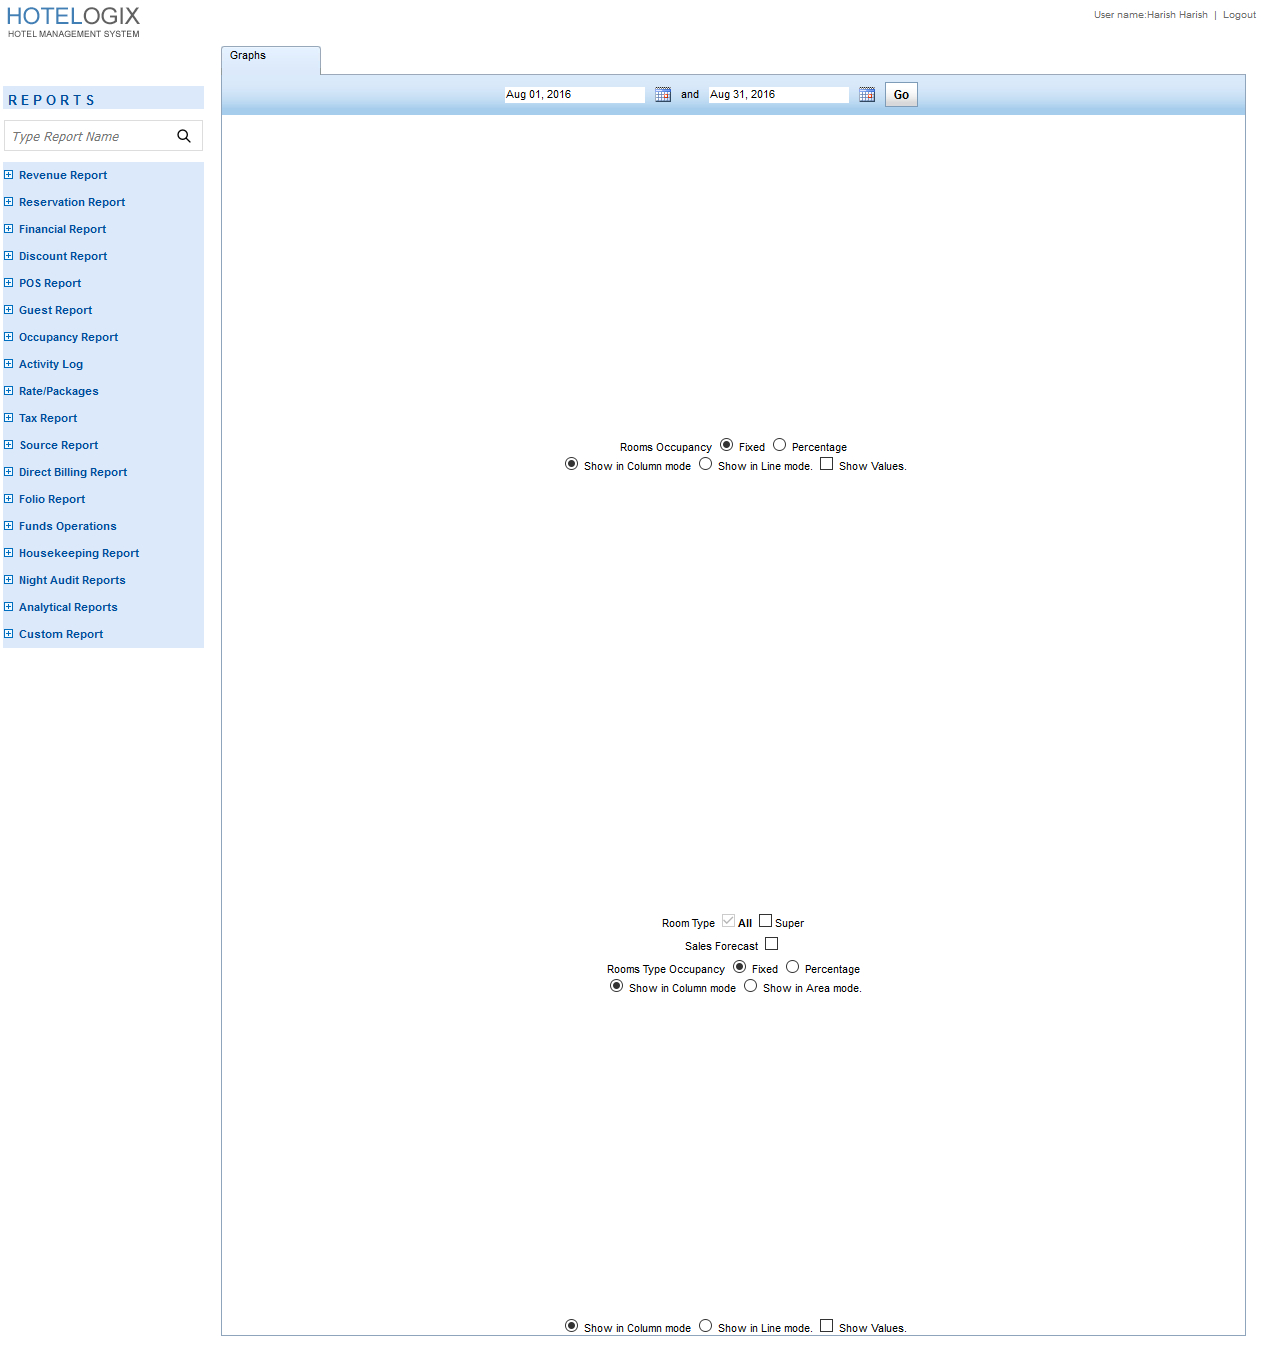 HOTELOGIX
HOTEL MANAGEMENT SYSTEM
User name:Harish Harish | Logout
Graphs
Aug 01, 2016 and Aug 31, 2016 Go
REPORTS
Type Report Name
Revenue Report
Reservation Report
Financial Report
Discount Report
POS Report
Guest Report
Occupancy Report
Activity Log
Rate/Packages
Tax Report
Source Report
Direct Billing Report
Folio Report
Funds Operations
Housekeeping Report
Night Audit Reports
Analytical Reports
Custom Report
Rooms Occupancy Fixed Percentage
Show in Column mode Show in Line mode. Show Values.
Room Type All Super
Sales Forecast
Rooms Type Occupancy Fixed Percentage
Show in Column mode Show in Area mode.
Show in Column mode Show in Line mode. Show Values.